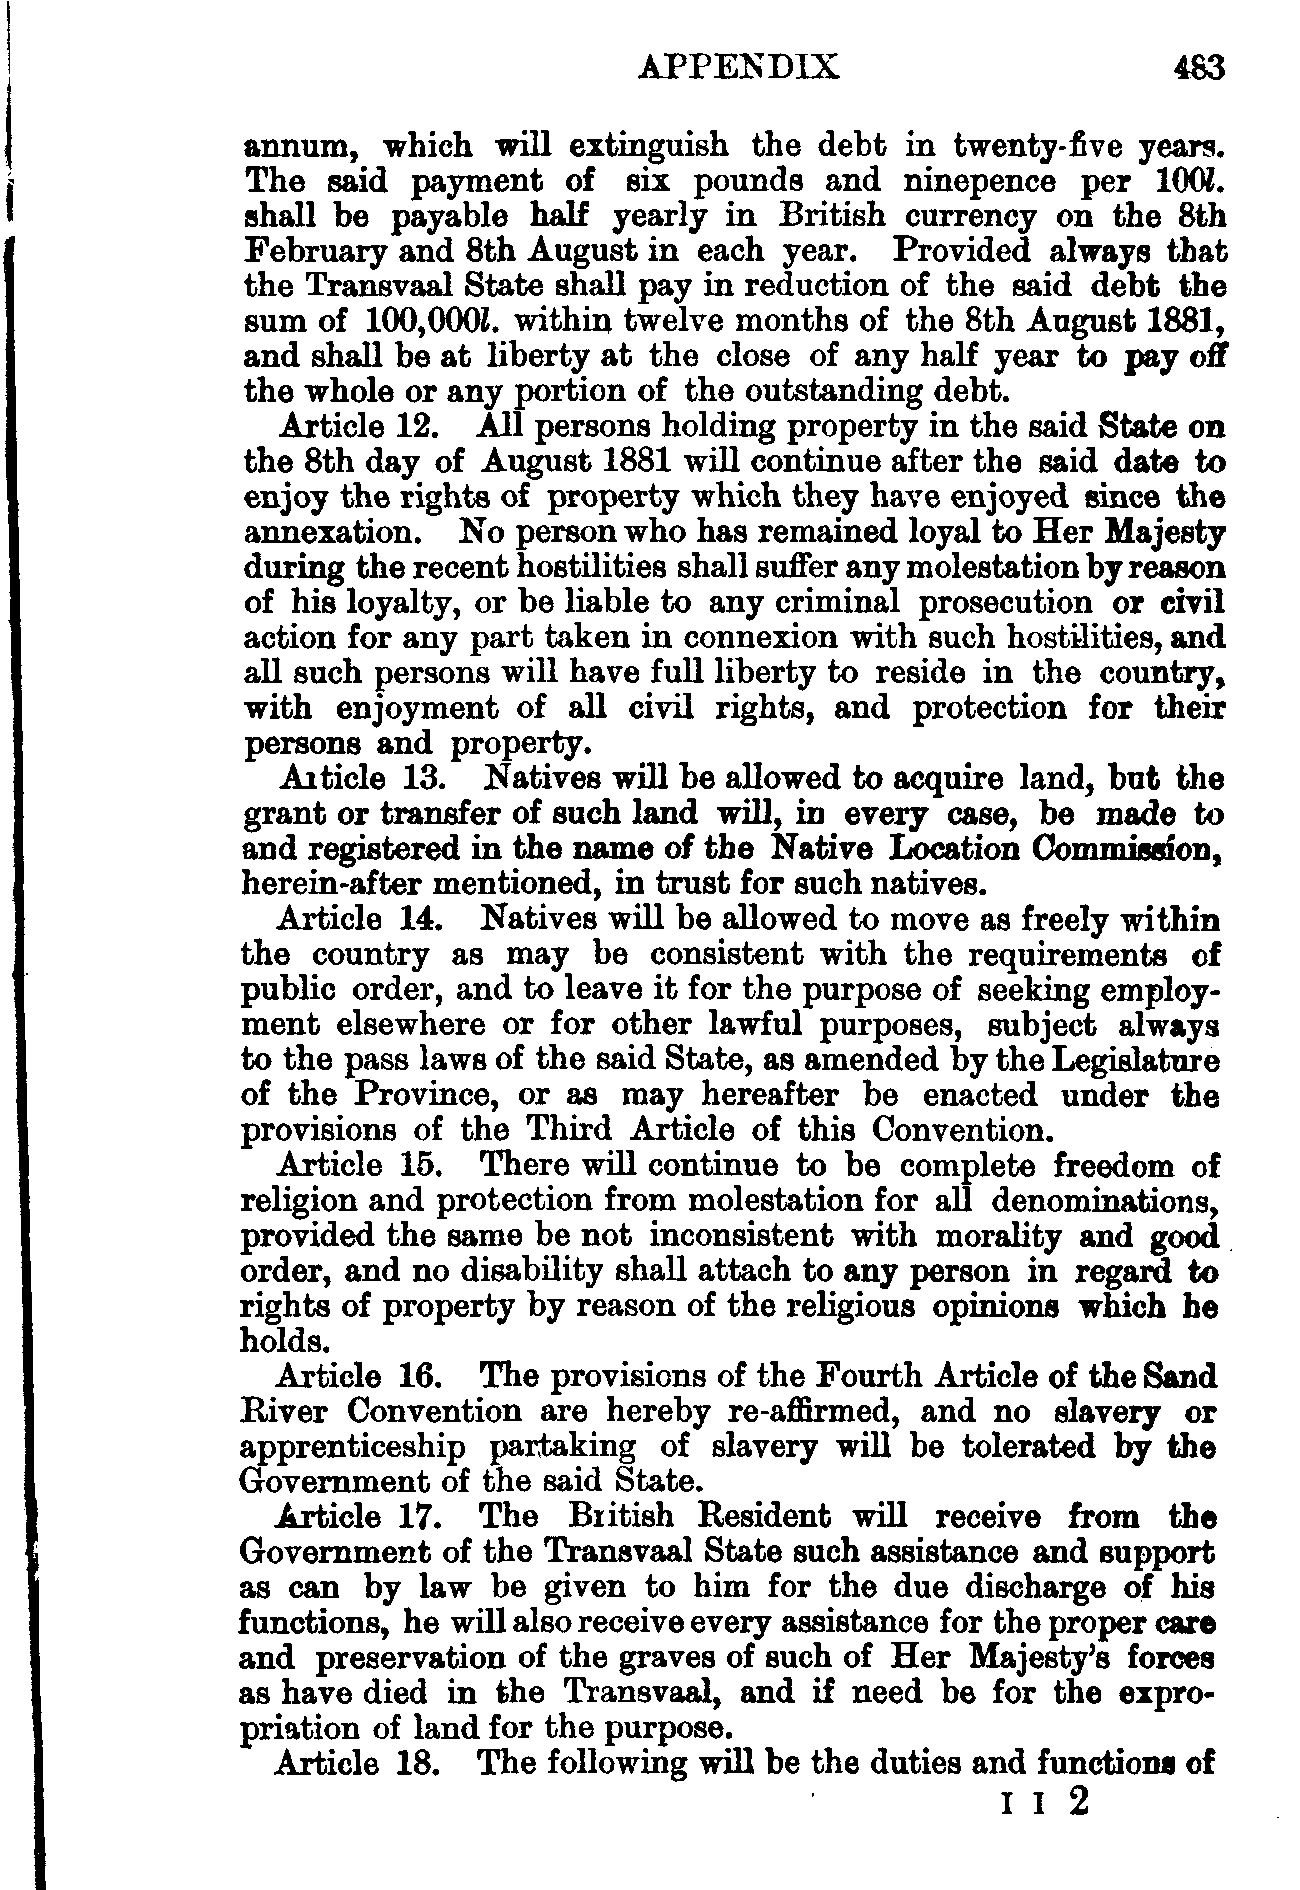 APPENDIX 483
annum, which will extinguish the debt in twenty-five years.
The said payment of six pounds and ninepence per 100l.
shall be payable half yearly in British currency on the 8th
February and 8th August in each year. Provided always that
the Transvaal State shall pay in reduction of the said debt the
sum of 100,000l. within twelve months of the 8th August 1881,
and shall be at liberty at the close of any half year to pay off
the whole or any portion of the outstanding debt.
Article 12. All persons holding property in the said State on
the 8th day of August 1881 will continue after the said date to
enjoy the rights of property which they have enjoyed since the
annexation. No person who has remained loyal to Her Majesty
during the recent hostilities shall suffer any molestation by reason
of his loyalty, or be liable to any criminal prosecution or civil
action for any part taken in connexion with such hostilities, and
all such persons will have full liberty to reside in the country,
with enjoyment of all civil rights, and protection for their
persons and property.
Article 13. Natives will be allowed to acquire land, but the
grant or transfer of such land will, in every case, be made to
and registered in the name of the Native Location Commission,
herein-after mentioned, in trust for such natives.
Article 14. Natives will be allowed to move as freely within
the country as may be consistent with the requirements of
public order, and to leave it for the purpose of seeking employ-
ment elsewhere or for other lawful purposes, subject always
to the pass laws of the said State, as amended by the Legislature
of the Province, or as may hereafter be enacted under the
provisions of the Third Article of this Convention.
Article 15. There will continue to be complete freedom of
religion and protection from molestation for all denominations,
provided the same be not inconsistent with morality and good
order, and no disability shall attach to any person in regard to
rights of property by reason of the religious opinions which he
holds.
Article 16. The provisions of the Fourth Article of the Sand
River Convention are hereby re-affirmed, and no slavery or
apprenticeship partaking of slavery will be tolerated by the
Government of the said State.
Article 17. The British Resident will receive from the
Government of the Transvaal State such assistance and support
as can by law be given to him for the due discharge of his
functions, he will also receive every assistance for the proper care
and preservation of the graves of such of Her Majesty's forces
as have died in the Transvaal, and if need be for the expro-
priation of land for the purpose.
Article 18. The following will be the duties and functions of
I I 2